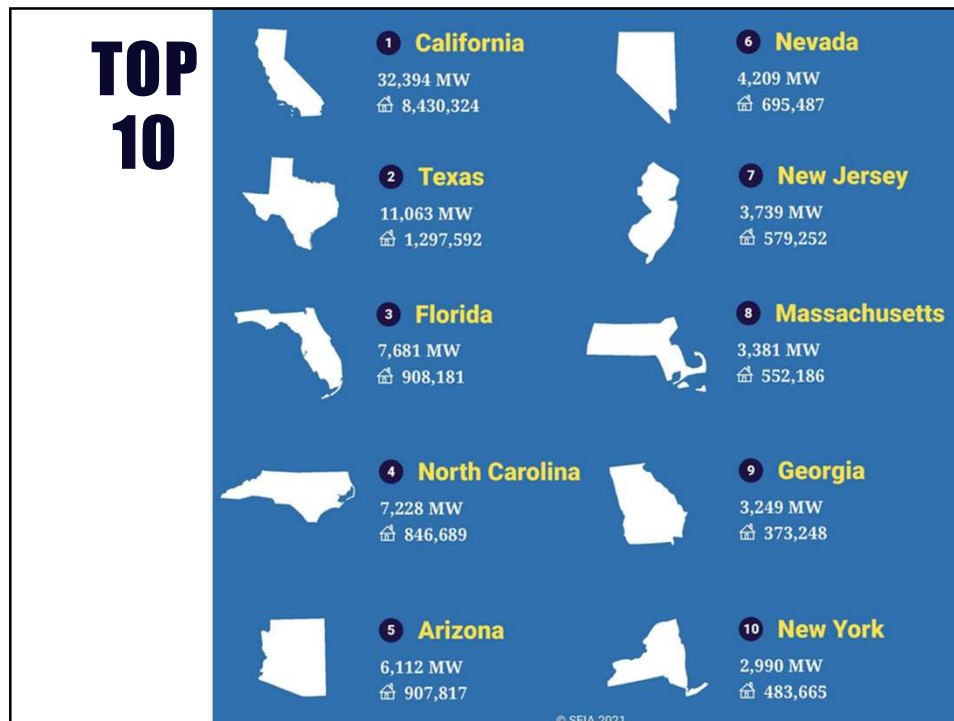 TOP
10
1 California
32,394 MW
8,430,324
2 Texas
11,063 MW
1,297,592
3 Florida
7,681 MW
908,181
4 North Carolina
7,228 MW
846,689
5 Arizona
6,112 MW
907,817
6 Nevada
4,209 MW
695,487
7 New Jersey
3,739 MW
579,252
8 Massachusetts
3,381 MW
552,186
9 Georgia
3,249 MW
373,248
10 New York
2,990 MW
483,665
© SEIA 2021